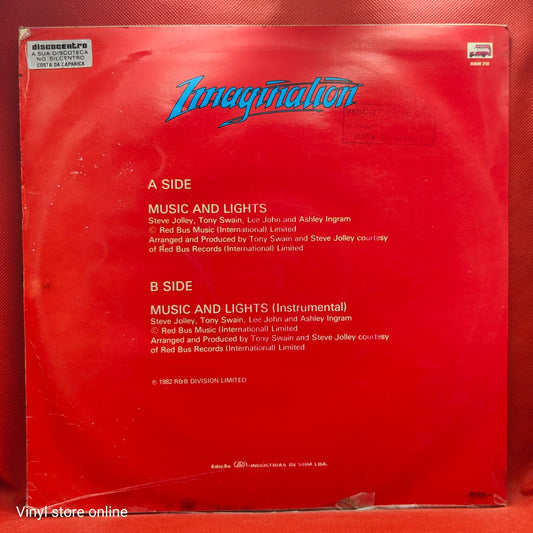 discocentro
A SUA DISCOTECA
NO SILCENTRO
COSTA DA CAPARICA
Imagination
A SIDE
MUSIC AND LIGHTS
Steve Jolley, Tony Swain, Lee John and Ashley Ingram
© Red Bus Music (International) Limited
Arranged and Produced by Tony Swain and Steve Jolley courtesy
of Red Bus Records (International) Limited
B SIDE
MUSIC AND LIGHTS (Instrumental)
Steve Jolley, Tony Swain, Lee John and Ashley Ingram
© Red Bus Music (International) Limited
Arranged and Produced by Tony Swain and Steve Jolley courtesy
of Red Bus Records (International) Limited
℗ 1982 R&B DIVISION LIMITED
Edição
-INDÚSTRIAS DE SOM, LDA.
Vinyl store online